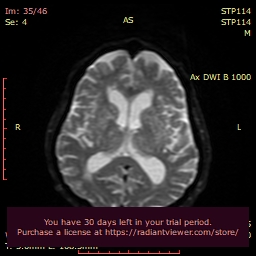 Im: 35/46
Se: 4
STP114
STP114
M
AS
Ax DWI B 1000
R
L
You have 30 days left in your trial period.
Purchase a license at https://radiantviewer.com/store/